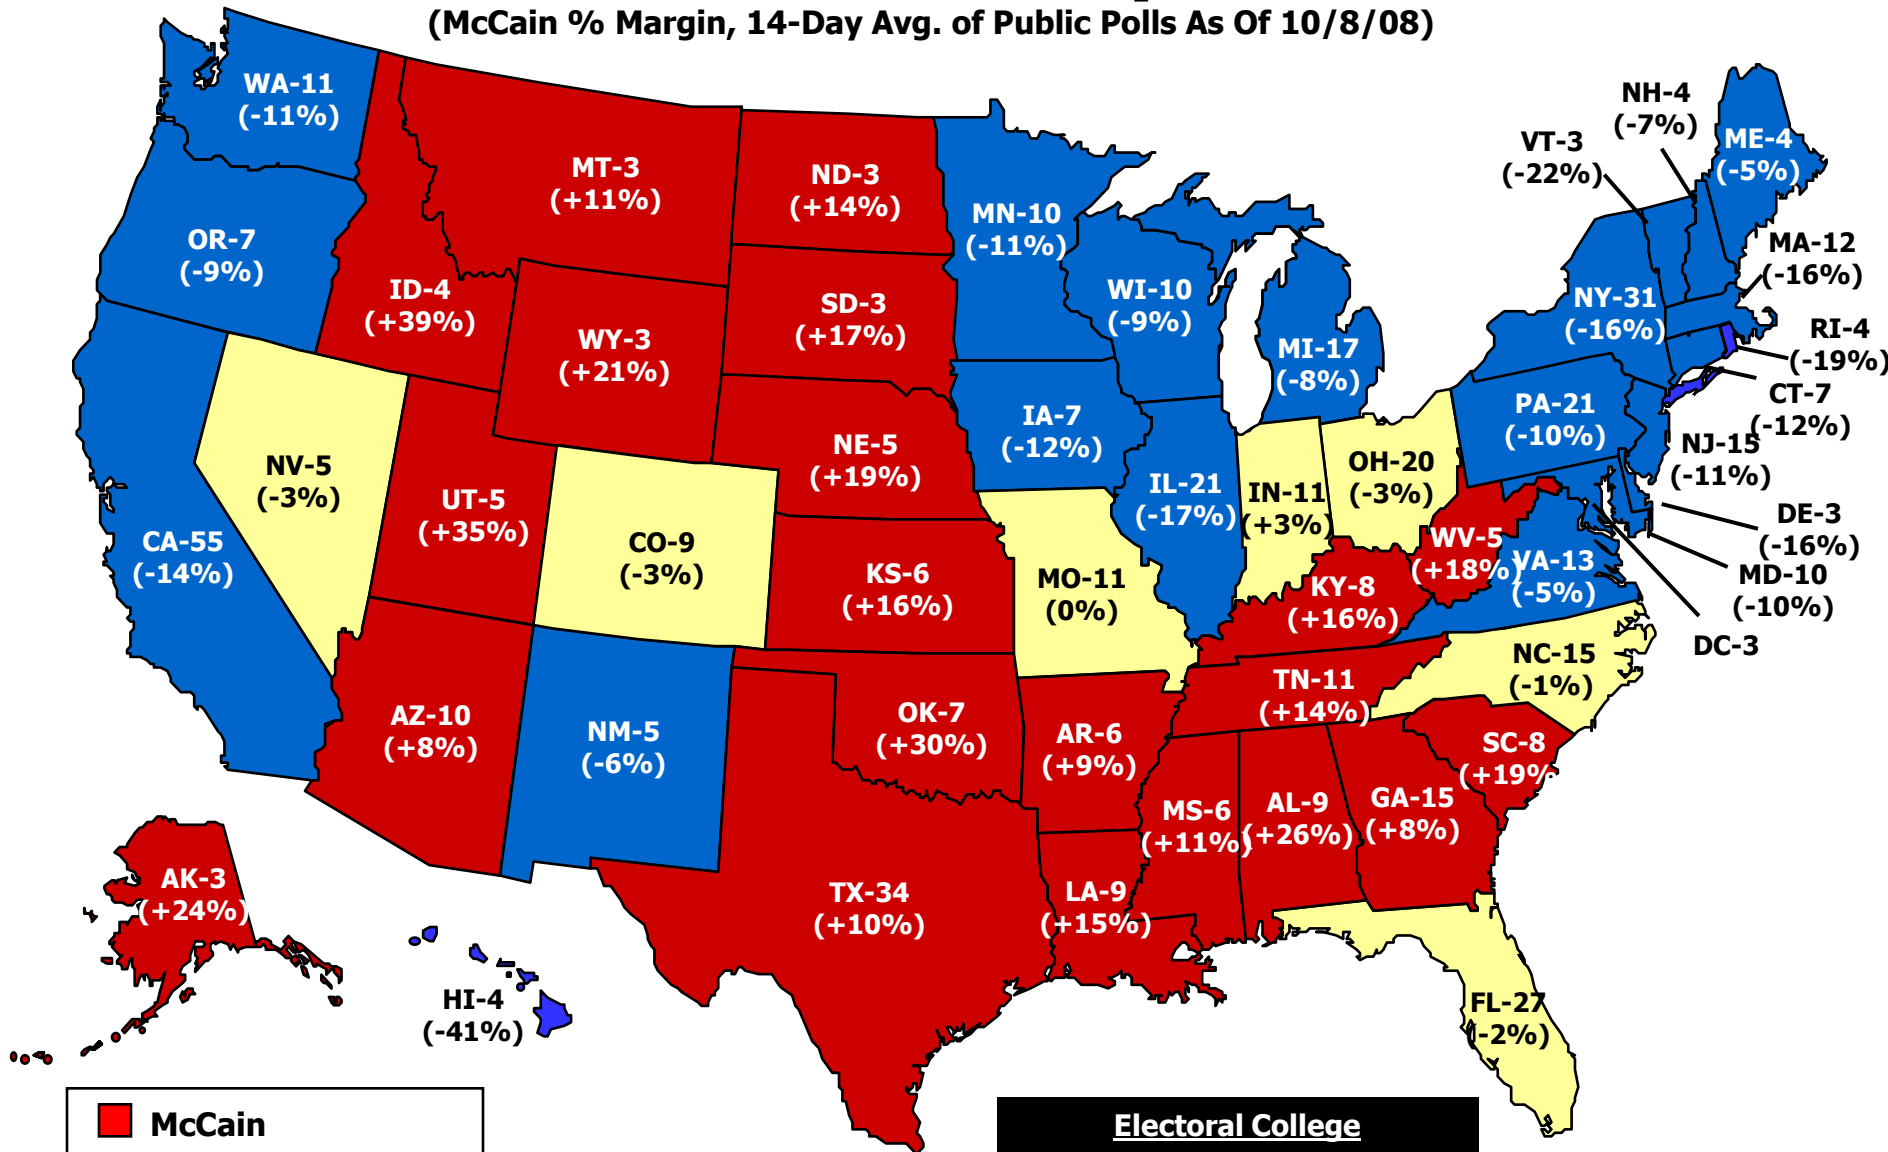 (McCain % Margin, 14-Day Avg. of Public Polls As Of 10/8/08)
WA-11
(-11%)
OR-7
(-9%)
CA-55
(-14%)
NV-5
(-3%)
ID-4
(+39%)
MT-3
(+11%)
WY-3
(+21%)
UT-5
(+35%)
CO-9
(-3%)
AZ-10
(+8%)
NM-5
(-6%)
ND-3
(+14%)
SD-3
(+17%)
NE-5
(+19%)
KS-6
(+16%)
OK-7
(+30%)
TX-34
(+10%)
MN-10
(-11%)
IA-7
(-12%)
MO-11
(0%)
AR-6
(+9%)
LA-9
(+15%)
WI-10
(-9%)
IL-21
(-17%)
MI-17
(-8%)
IN-11
(+3%)
OH-20
(-3%)
KY-8
(+16%)
TN-11
(+14%)
MS-6
(+11%)
AL-9
(+26%)
GA-15
(+8%)
FL-27
(-2%)
SC-8
(+19%
NC-15
(-1%)
VA-13
(-5%)
WV-5
(+18%)
PA-21
(-10%)
NY-31
(-16%)
VT-3
(-22%)
NH-4
(-7%)
ME-4
(-5%)
MA-12
(-16%)
RI-4
(-19%)
CT-7
(-12%)
NJ-15
(-11%)
DE-3
(-16%)
MD-10
(-10%)
DC-3
AK-3
(+24%)
HI-4
(-41%)
McCain
Electoral College